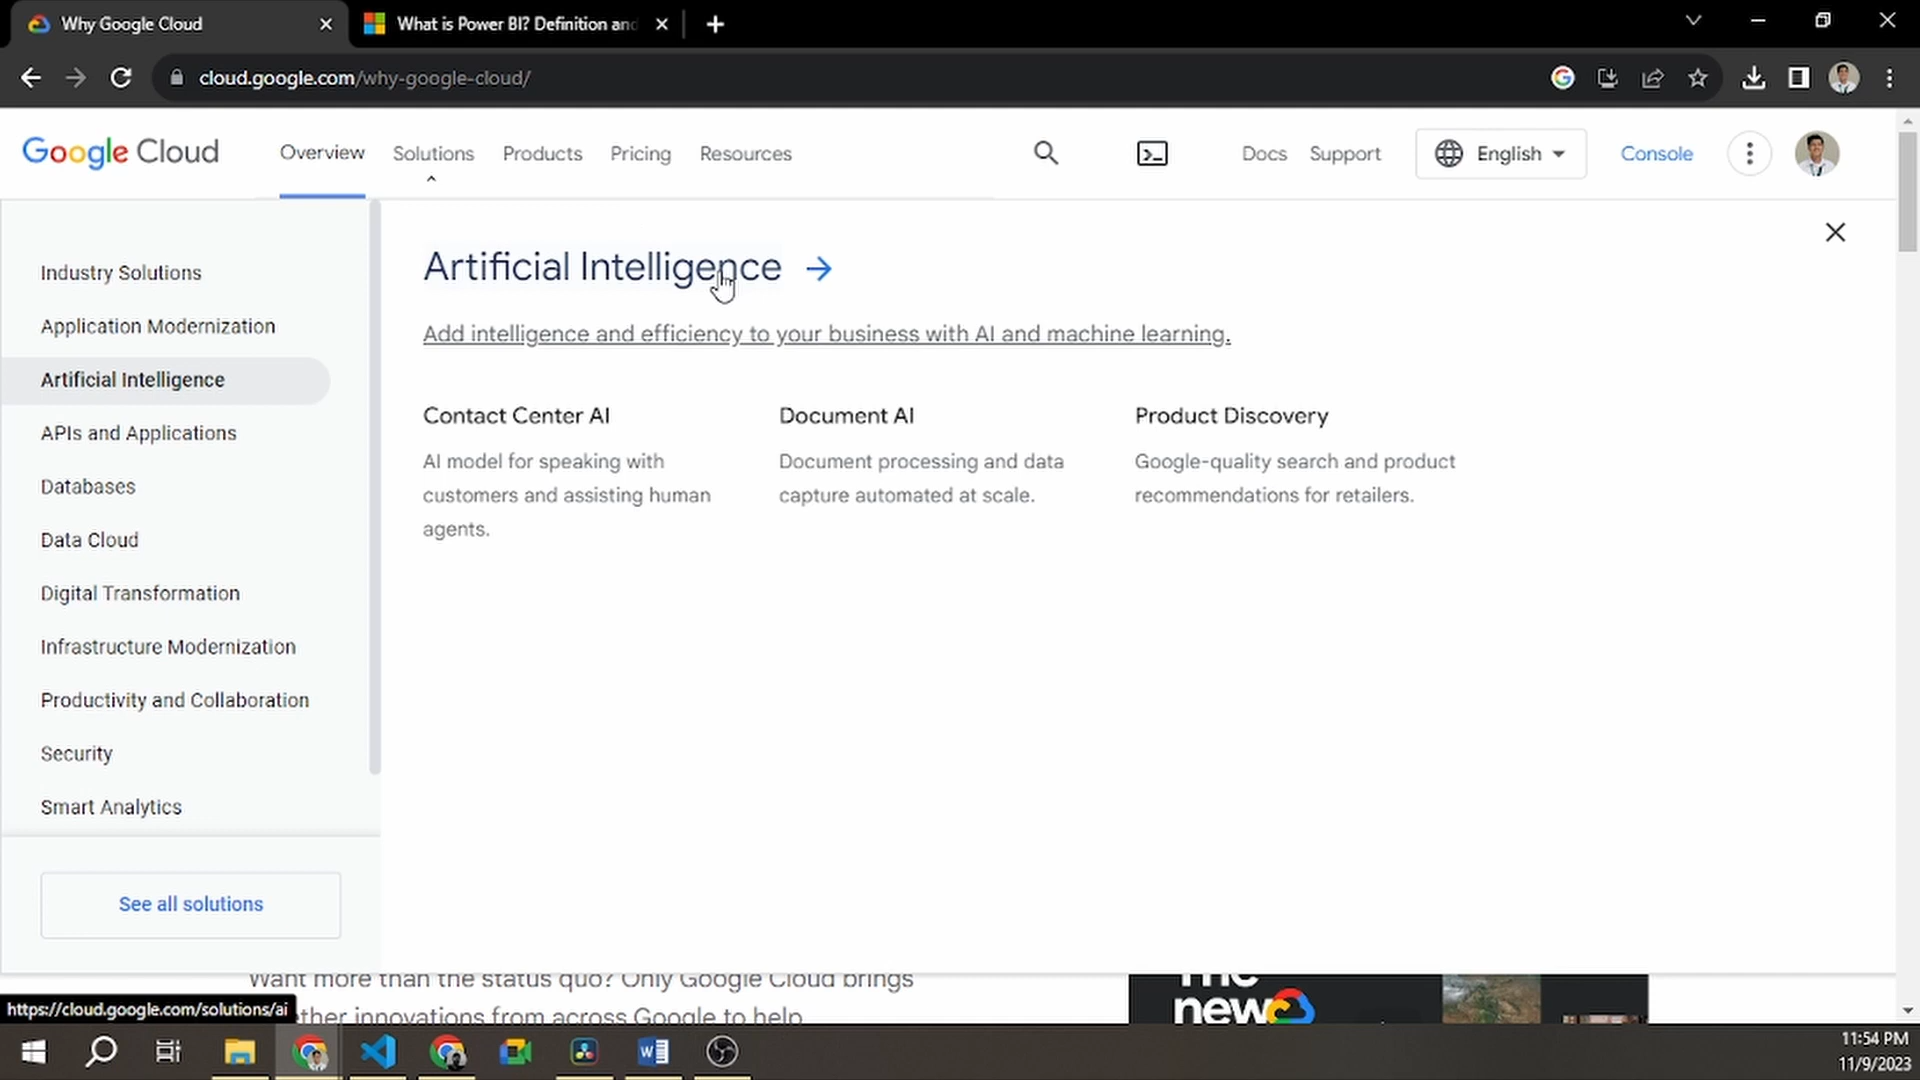 Why Google Cloud
What is Power BI? Definition and
cloud.google.com/why-google-cloud/
Google Cloud
Overview
Solutions
Products
Pricing
Resources
Docs
Support
English
Console
Industry Solutions
Application Modernization
Artificial Intelligence
APIs and Applications
Databases
Data Cloud
Digital Transformation
Infrastructure Modernization
Productivity and Collaboration
Security
Smart Analytics
See all solutions
Artificial Intelligence
Add intelligence and efficiency to your business with AI and machine learning.
Contact Center AI
AI model for speaking with
customers and assisting human
agents.
Document AI
Document processing and data
capture automated at scale.
Product Discovery
Google-quality search and product
recommendations for retailers.
Want more than the status quo? Only Google Cloud brings
ther innovations from across Google to help
The
new
https://cloud.google.com/solutions/ai
11:54 PM
11/9/2023